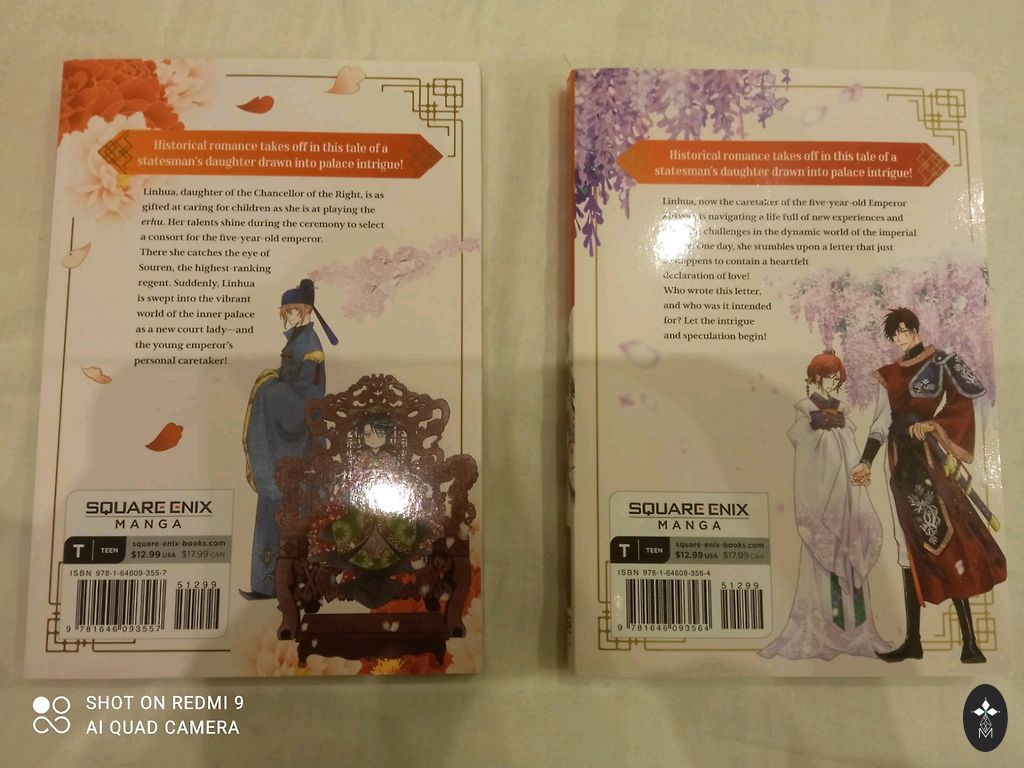 Historical romance takes off in this tale of a
statesman's daughter drawn into palace intrigue!
Linhua, daughter of the Chancellor of the Right, is as
gifted at caring for children as she is at playing the
erhu. Her talents shine during the ceremony to select
a consort for the five-year-old emperor.
There she catches the eye of
Souren, the highest-ranking
regent. Suddenly, Linhua
is swept into the vibrant
world of the inner palace
as a new court lady—and
the young emperor's
personal caretaker!
SQUARE ENIX
MANGA
T TEEN
square-enix-books.com
$12.99 USA $17.99 CAN
ISBN 978-1-64609-355-7
51299
9 781646 093557
Historical romance takes off in this tale of a
statesman's daughter drawn into palace intrigue!
Linhua, now the caretaker of the five-year-old Emperor
is navigating a life full of new experiences and
challenges in the dynamic world of the imperial
One day, she stumbles upon a letter that just
happens to contain a heartfelt
declaration of love!
Who wrote this letter,
and who was it intended
for? Let the intrigue
and speculation begin!
SQUARE ENIX
MANGA
T TEEN
square-enix-books.com
$12.99 USA $17.99 CAN
ISBN 978-1-64609-356-4
51299
9 781646 093564
SHOT ON REDMI 9
AI QUAD CAMERA
M